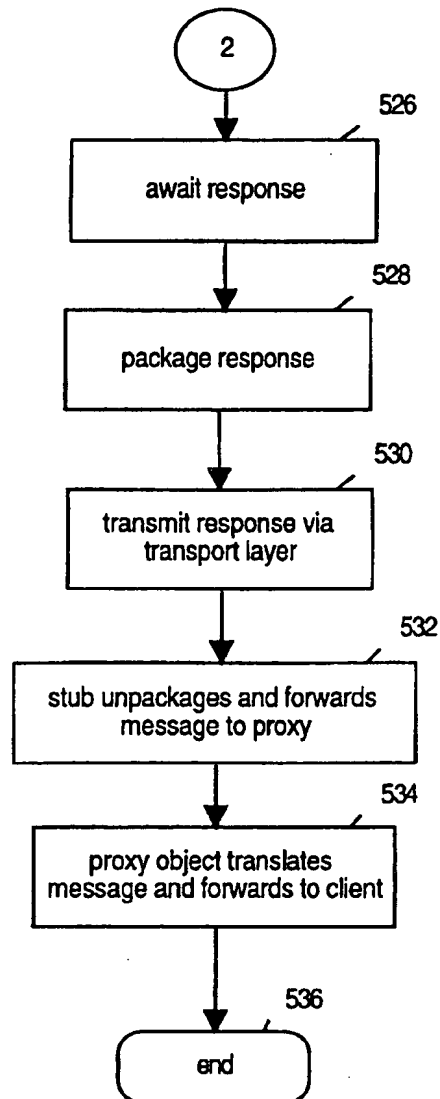 2
526
await response
528
package response
530
transmit response via
transport layer
532
stub unpackages and forwards
message to proxy
534
proxy object translates
message and forwards to client
536
end